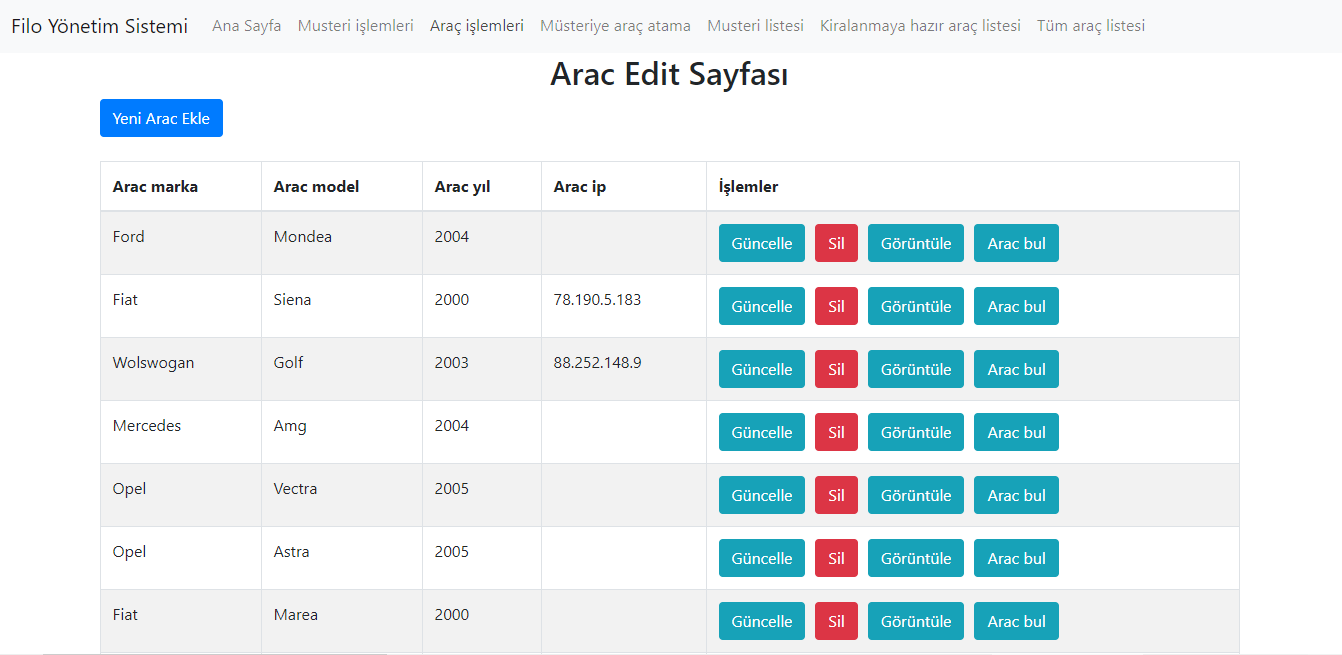 Filo Yönetim Sistemi Ana Sayfa Musteri işlemleri Araç işlemleri Müsteriye araç atama Musteri listesi Kiralanmaya hazır araç listesi Tüm araç listesi
Arac Edit Sayfası
Yeni Arac Ekle
Arac marka Arac model Arac yıl Arac ip İşlemler
Ford Mondea 2004 Güncelle Sil Görüntüle Arac bul
Fiat Siena 2000 78.190.5.183 Güncelle Sil Görüntüle Arac bul
Wolswogan Golf 2003 88.252.148.9 Güncelle Sil Görüntüle Arac bul
Mercedes Amg 2004 Güncelle Sil Görüntüle Arac bul
Opel Vectra 2005 Güncelle Sil Görüntüle Arac bul
Opel Astra 2005 Güncelle Sil Görüntüle Arac bul
Fiat Marea 2000 Güncelle Sil Görüntüle Arac bul